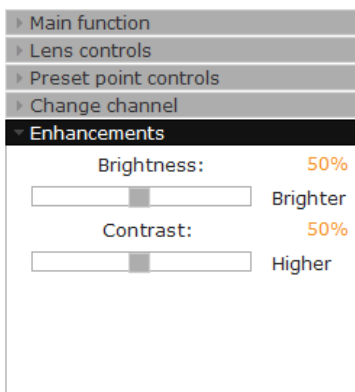 Main function
Lens controls
Preset point controls
Change channel
Enhancements
Brightness: 50%
Brighter
Contrast: 50%
Higher